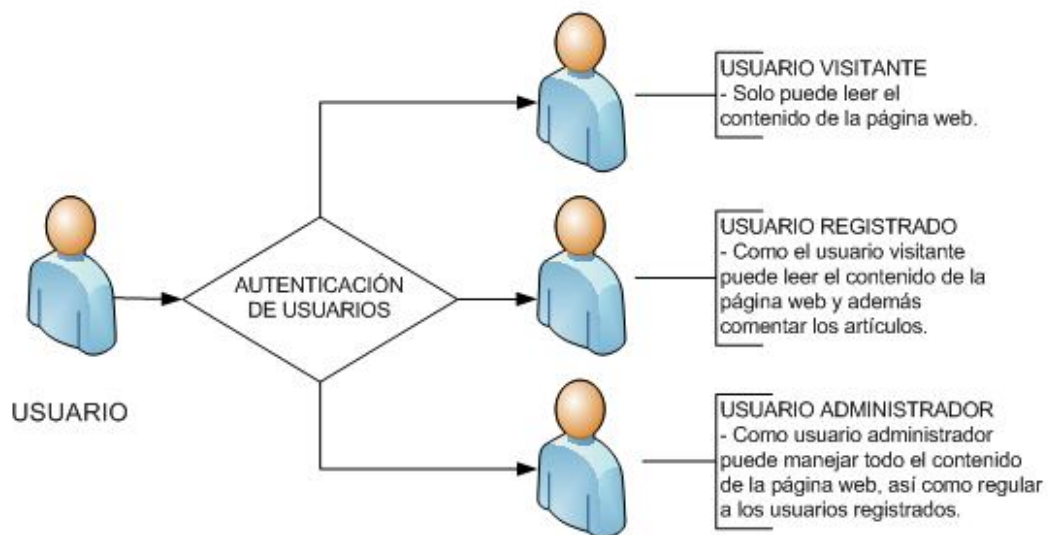 USUARIO
AUTENTICACIÓN
DE USUARIOS
USUARIO VISITANTE
- Solo puede leer el
contenido de la página web.
USUARIO REGISTRADO
- Como el usuario visitante
puede leer el contenido de la
página web y además
comentar los artículos.
USUARIO ADMINISTRADOR
- Como usuario administrador
puede manejar todo el contenido
de la página web, así como regular
a los usuarios registrados.